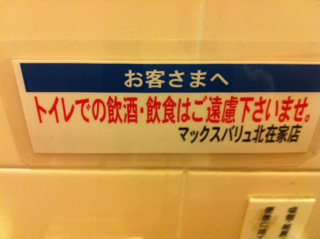 お客さまへ
トイレでの飲酒・飲食はご遠慮下さいませ。
マックスバリュ北在家店